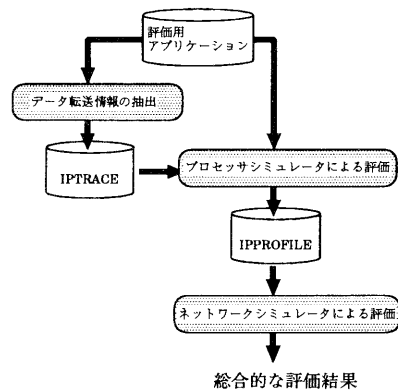 評価用
アプリケーション
データ転送情報の抽出
IPTRACE
プロセッサシミュレータによる評価
IPPROFILE
ネットワークシミュレータによる評価
総合的な評価結果